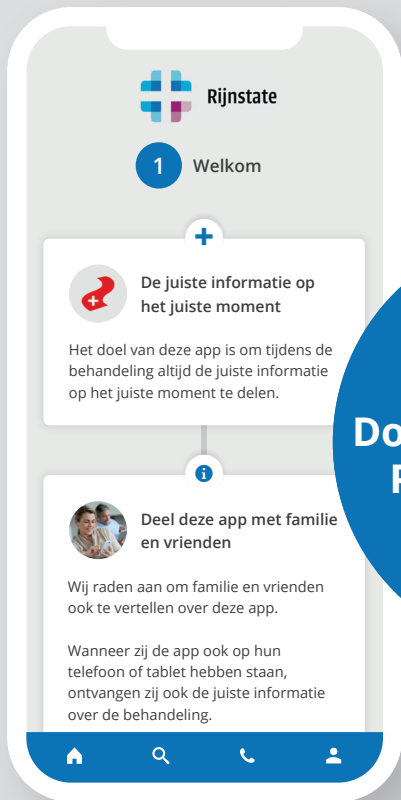 Rijnstate
1 Welkom
De juiste informatie op
het juiste moment
Het doel van deze app is om tijdens de
behandeling altijd de juiste informatie
op het juiste moment te delen.
Deel deze app met familie
en vrienden
Wij raden aan om familie en vrienden
ook te vertellen over deze app.
Wanneer zij de app ook op hun
telefoon of tablet hebben staan,
ontvangen zij ook de juiste informatie
over de behandeling.